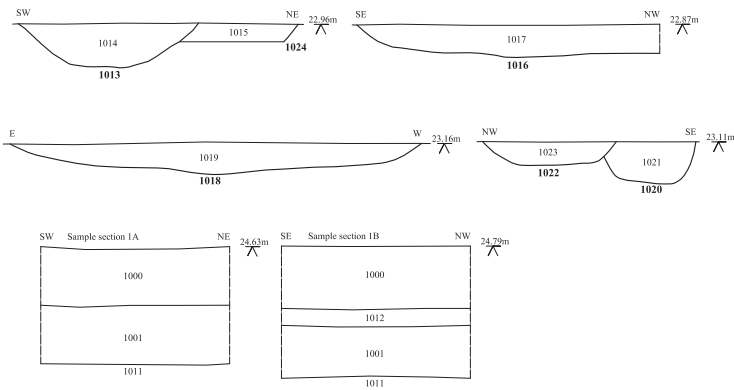 SW NE 22.96m
1014 1015
1013 1024
SE NW 22.87m
1017
1016
E W 23.16m
1019
1018
NW SE 23.11m
1023 1021
1022 1020
SW Sample section 1A NE 24.63m
1000
1001
1011
SE Sample section 1B NW 24.79m
1000
1012
1001
1011